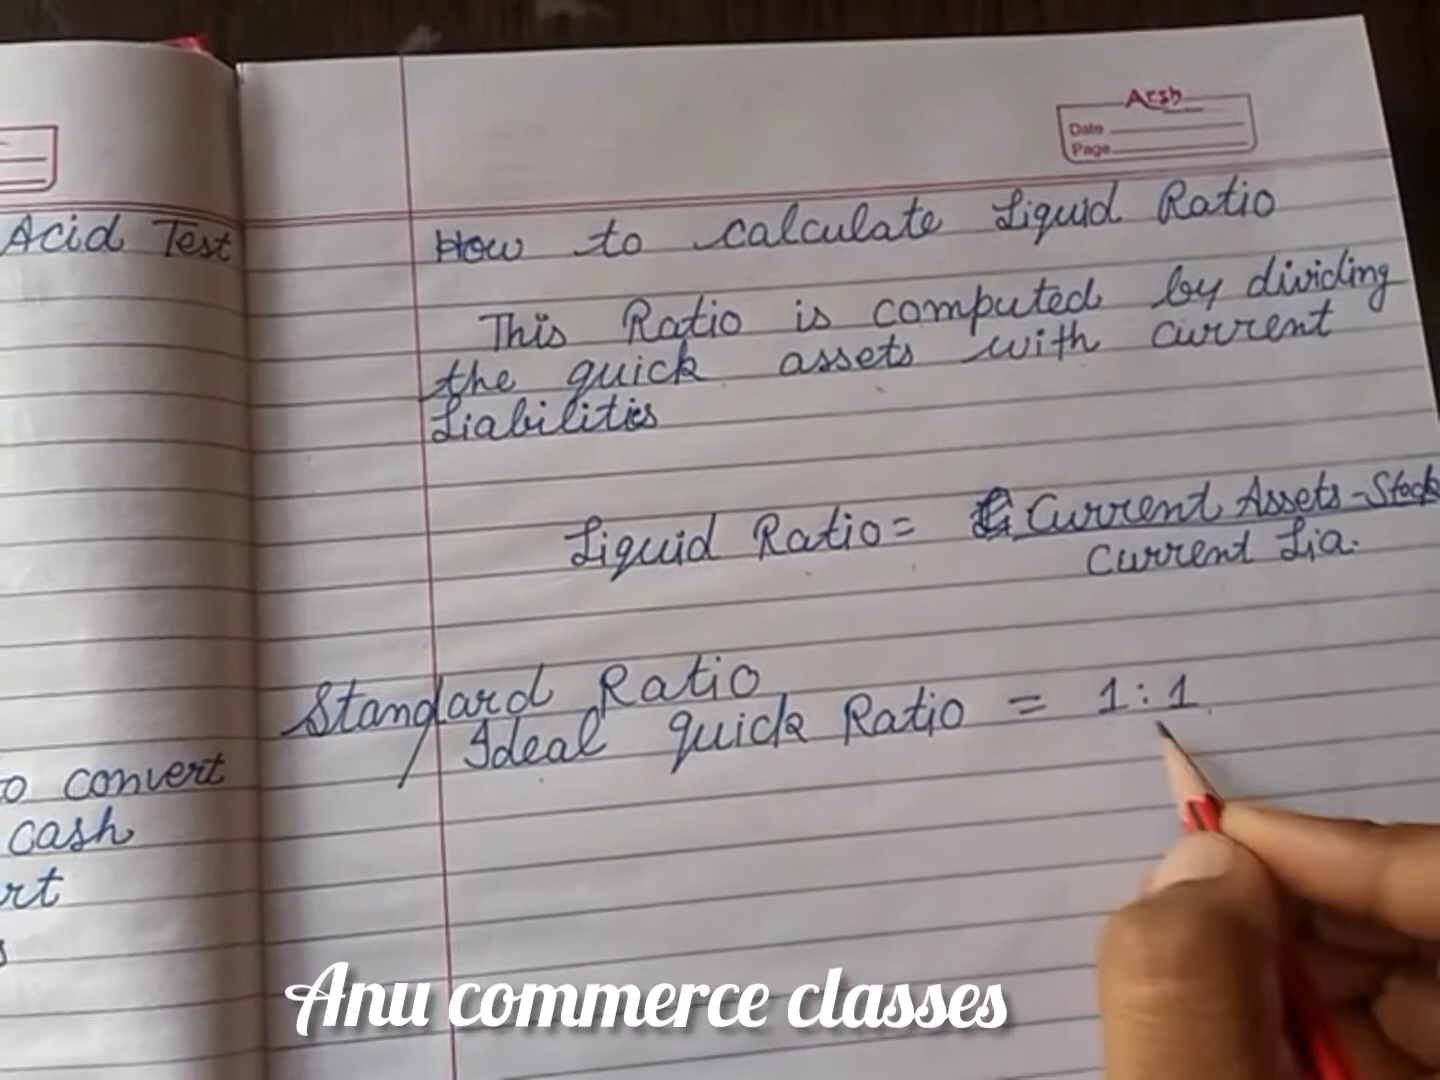 Acid Test
to convert
cash
Arsh
Date
Page
How to calculate Liquid Ratio
This Ratio is computed by dividing
the quick assets with current
Liabilities
Liquid Ratio = Current Assets - Stock
Current Lia.
Standard Ratio
/ Ideal quick Ratio = 1:1
Anu commerce classes